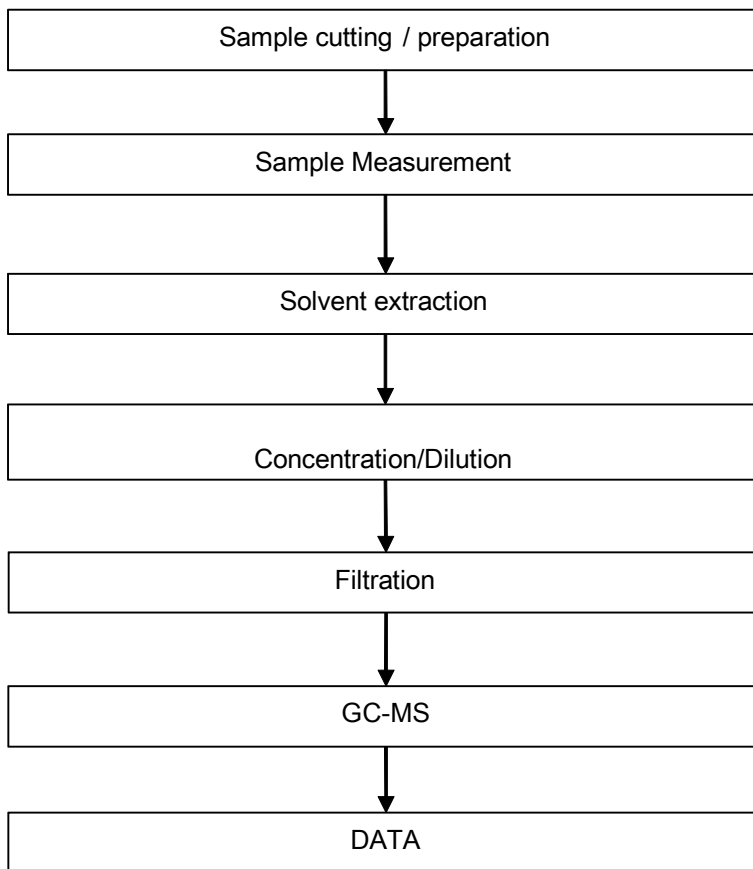 Sample cutting / preparation
Sample Measurement
Solvent extraction
Concentration/Dilution
Filtration
GC-MS
DATA